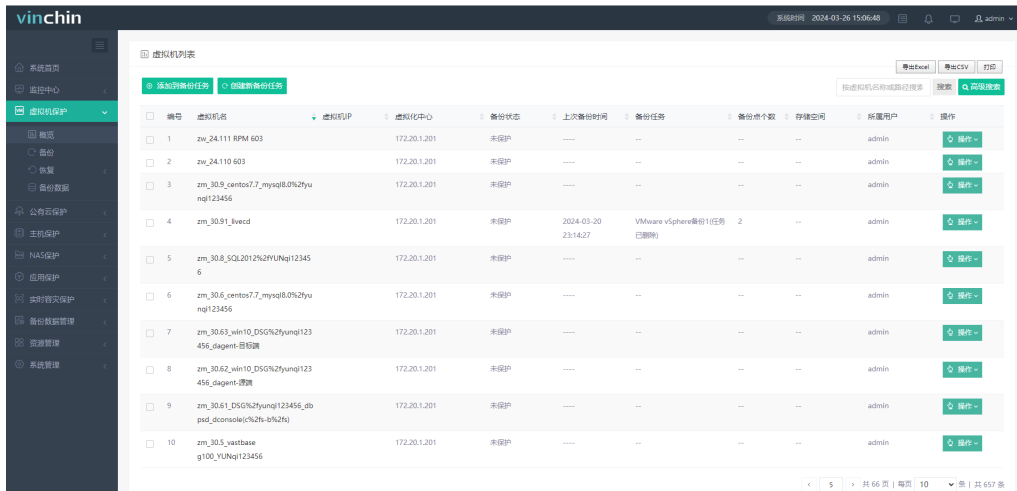 vinchin
系统时间 2024-03-26 15:06:48
admin
系统首页
监控中心
虚拟机保护
概览
备份
恢复
备份数据
公有云保护
主机保护
NAS保护
应用保护
实时容灾保护
备份数据管理
资源管理
系统管理
虚拟机列表
导出Excel 导出CSV 打印
添加到备份任务 创建新备份任务
按虚拟机名称或路径搜索 搜索 高级搜索
编号 虚拟机名 虚拟机IP 虚拟化中心 备份状态 上次备份时间 备份任务 备份点个数 存储空间 所属用户 操作
1 zw_24.111 RPM 603 172.20.1.201 未保护 ---- -- -- -- admin 操作
2 zw_24.110 603 172.20.1.201 未保护 ---- -- -- -- admin 操作
3 zm_30.9_centos7.7_mysql8.0%2fyu 172.20.1.201 未保护 ---- -- -- -- admin 操作
nqi123456
4 zm_30.91_livecd 172.20.1.201 未保护 2024-03-20 VMware vSphere备份1(任务 2 -- admin 操作
23:14:27 已删除)
5 zm_30.8_SQL2012%2fYUNqi12345 172.20.1.201 未保护 ---- -- -- -- admin 操作
6
6 zm_30.6_centos7.7_mysql8.0%2fyu 172.20.1.201 未保护 ---- -- -- -- admin 操作
nqi123456
7 zm_30.63_win10_DSG%2fyunqi123 172.20.1.201 未保护 ---- -- -- -- admin 操作
456_dagent-目标端
8 zm_30.62_win10_DSG%2fyunqi123 172.20.1.201 未保护 ---- -- -- -- admin 操作
456_dagent-源端
9 zm_30.61_DSG%2fyunqi123456_db 172.20.1.201 未保护 ---- -- -- -- admin 操作
psd_dconsole(c%2fs-b%2fs)
10 zm_30.5_vastbase 172.20.1.201 未保护 ---- -- -- -- admin 操作
g100_YUNqi123456
5 共 66 页 | 每页 10 条 | 共 657 条